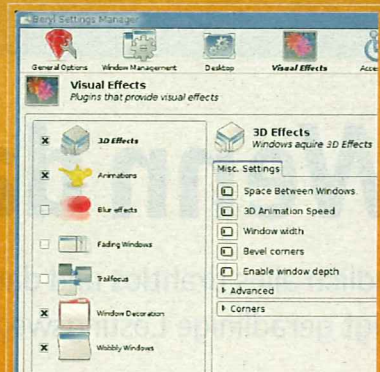 Beryl Settings Manager
General Options
Window Management
Desktop
Visual Effects
Acce
Visual Effects
Plugins that provide visual effects
3D Effects
Animations
Blur effects
Fading Windows
Trailfocus
Window Decoration
Wobbly Windows
3D Effects
Windows aquire 3D Effects
Misc. Settings
Space Between Windows.
3D Animation Speed
Window width
Bevel corners
Enable window depth
Advanced
Corners